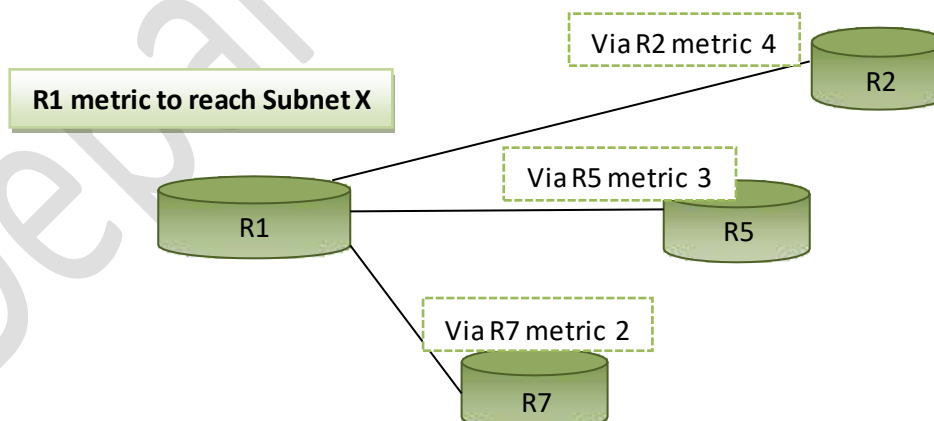 Via R2 metric 4
R2
R1 metric to reach Subnet X
Via R5 metric 3
R1
R5
Via R7 metric 2
R7